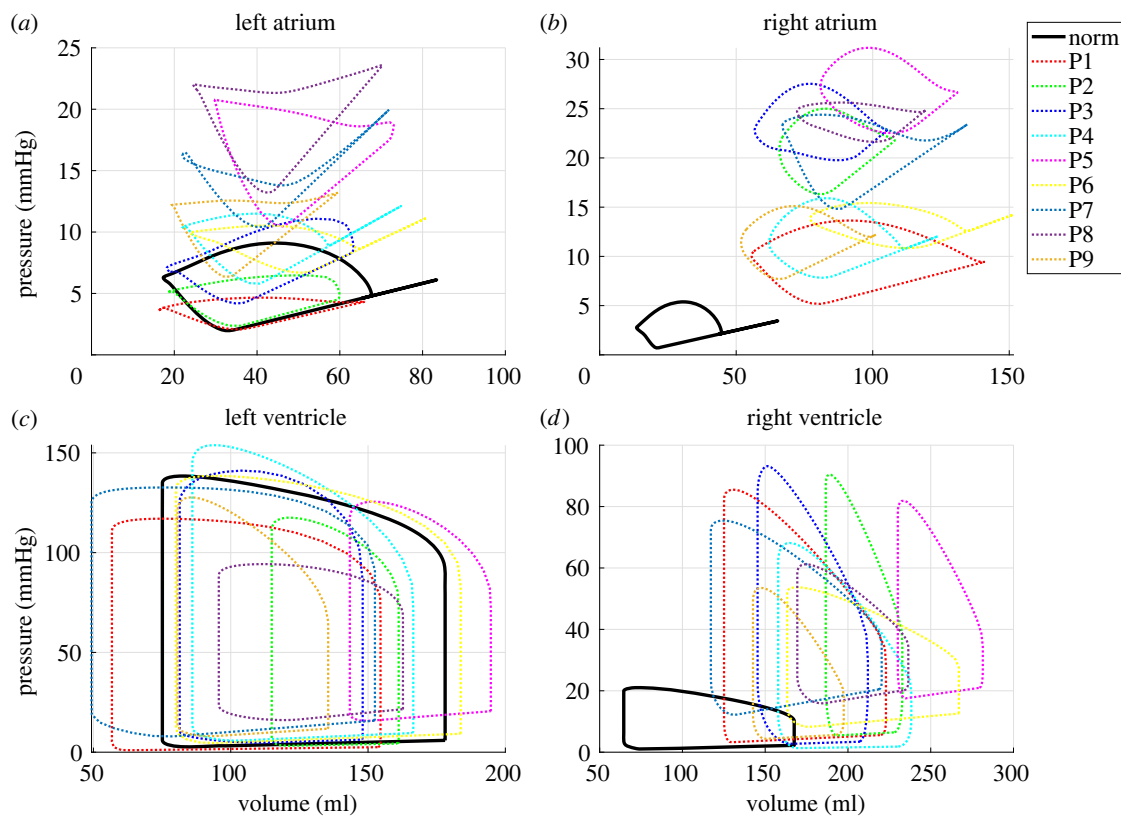 (a) left atrium
25
20
15
10
5
0
20 40 60 80 100
pressure (mmHg)
(b) right atrium
30
25
20
15
10
5
0
50 100 150
norm
P1
P2
P3
P4
P5
P6
P7
P8
P9
(c) left ventricle
150
100
50
0
50 100 150 200
pressure (mmHg)
volume (ml)
(d) right ventricle
100
80
60
40
20
0
50 100 150 200 250 300
volume (ml)